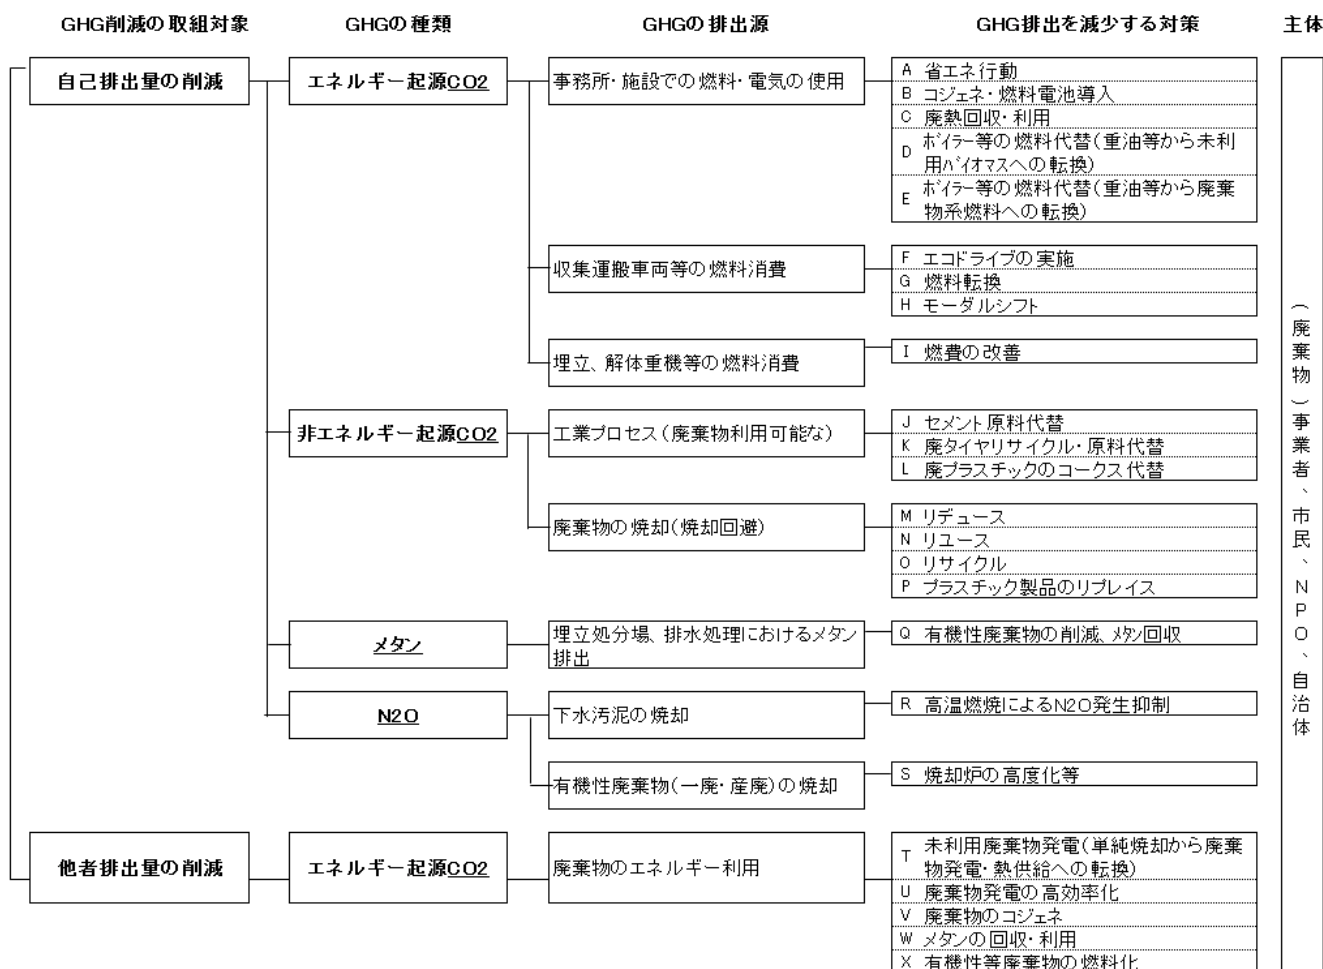 GHG削減の取組対象 GHGの種類 GHGの排出源 GHG排出を減少する対策 主体
自己排出量の削減
エネルギー起源CO2
事務所・施設での燃料・電気の使用
A 省エネ行動
B コジェネ・燃料電池導入
C 廃熱回収・利用
D ボイラー等の燃料代替(重油等から未利
用バイオマスへの転換)
E ボイラー等の燃料代替(重油等から廃棄
物系燃料への転換)
収集運搬車両等の燃料消費
F エコドライブの実施
G 燃料転換
H モーダルシフト
埋立、解体重機等の燃料消費
I 燃費の改善
非エネルギー起源CO2
工業プロセス(廃棄物利用可能な)
J セメント原料代替
K 廃タイヤリサイクル・原料代替
L 廃プラスチックのコークス代替
廃棄物の焼却(焼却回避)
M リデュース
N リユース
O リサイクル
P プラスチック製品のリプレイス
メタン
埋立処分場、排水処理におけるメタン
排出
Q 有機性廃棄物の削減、メタン回収
N2O
下水汚泥の焼却
R 高温燃焼によるN2O発生抑制
有機性廃棄物(一廃・産廃)の焼却
S 焼却炉の高度化等
他者排出量の削減
エネルギー起源CO2
廃棄物のエネルギー利用
T 未利用廃棄物発電(単純焼却から廃棄
物発電・熱供給への転換)
U 廃棄物発電の高効率化
V 廃棄物のコジェネ
W メタンの回収・利用
X 有機性等廃棄物の燃料化
(廃棄物)事業者、市民、NPO、自治体